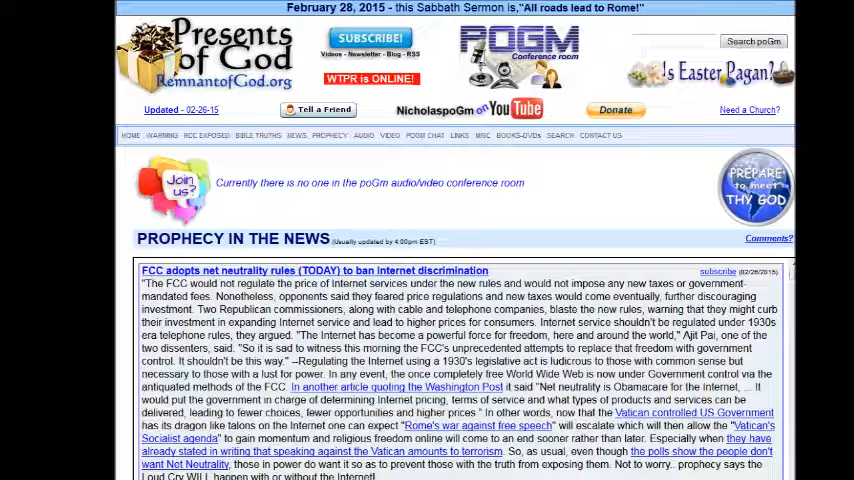 February 28, 2015 - this Sabbath Sermon is,"All roads lead to Rome!"
Presents of God
RemnantofGod.org
SUBSCRIBE!
Videos - Newsletter - Blog - RSS
WTPR is ONLINE!
POGM
Conference room
Search poGm
Is Easter Pagan?
Updated - 02-26-15
Tell a Friend
NicholaspoGm on YouTube
Donate
Need a Church?
HOME WARNING RCC EXPOSED BIBLE TRUTHS NEWS PROPHECY AUDIO VIDEO POGM CHAT LINKS MISC BOOKS-DVDs SEARCH CONTACT US
Join us?
Currently there is no one in the poGm audio/video conference room
PREPARE to meet THY GOD
PROPHECY IN THE NEWS (Usually updated by 4:00pm EST)
Comments?
FCC adopts net neutrality rules (TODAY) to ban Internet discrimination
subscribe (02/26/2015)
"The FCC would not regulate the price of Internet services under the new rules and would not impose any new taxes or government-
mandated fees. Nonetheless, opponents said they feared price regulations and new taxes would come eventually, further discouraging
investment. Two Republican commissioners, along with cable and telephone companies, blaste the new rules, warning that they might curb
their investment in expanding Internet service and lead to higher prices for consumers. Internet service shouldn't be regulated under 1930s
era telephone rules, they argued. "The Internet has become a powerful force for freedom, here and around the world," Ajit Pai, one of the
two dissenters, said. "So it is sad to witness this morning the FCC's unprecedented attempts to replace that freedom with government
control. It shouldn't be this way." --Regulating the Internet using a 1930's legislative act is ludicrous to those with common sense but
necessary to those with a lust for power. In any event, the once completely free World Wide Web is now under Government control via the
antiquated methods of the FCC. In another article quoting the Washington Post it said "Net neutrality is Obamacare for the Internet, ... It
would put the government in charge of determining Internet pricing, terms of service and what types of products and services can be
delivered, leading to fewer choices, fewer opportunities and higher prices " In other words, now that the Vatican controlled US Government
has its dragon like talons on the Internet one can expect "Rome's war against free speech" will escalate which will then allow the "Vatican's
Socialist agenda" to gain momentum and religious freedom online will come to an end sooner rather than later. Especially when they have
already stated in writing that speaking against the Vatican amounts to terrorism. So, as usual, even though the polls show the people don't
want Net Neutrality, those in power do want it so as to prevent those with the truth from exposing them. Not to worry.. prophecy says the
Loud Cry WILL happen with or without the Internet!